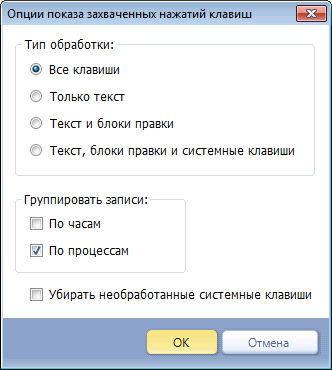 Опции показа захваченных нажатий клавиш
Тип обработки:
Все клавиши
Только текст
Текст и блоки правки
Текст, блоки правки и системные клавиши
Группировать записи:
По часам
По процессам
Убирать необработанные системные клавиши
OK
Отмена